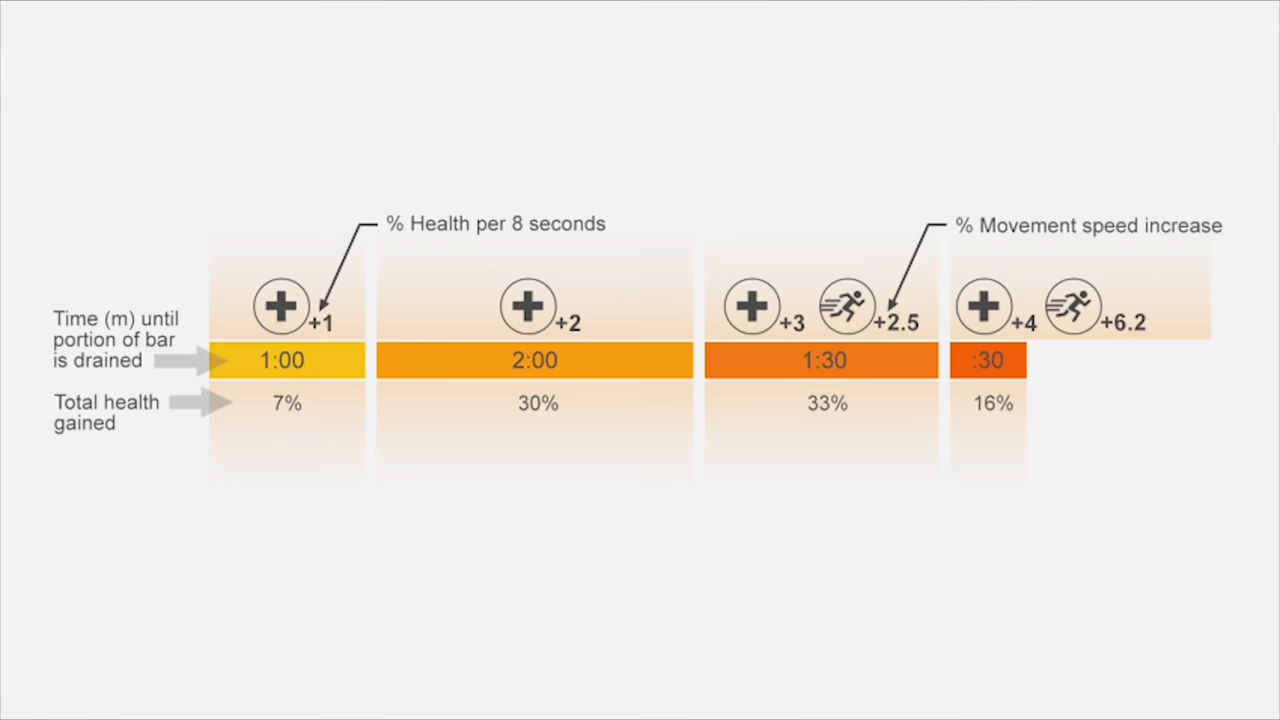 % Health per 8 seconds
% Movement speed increase
+1
+2
+3
+2.5
+4
+6.2
Time (m) until
portion of bar
is drained
1:00
2:00
1:30
:30
Total health
gained
7%
30%
33%
16%